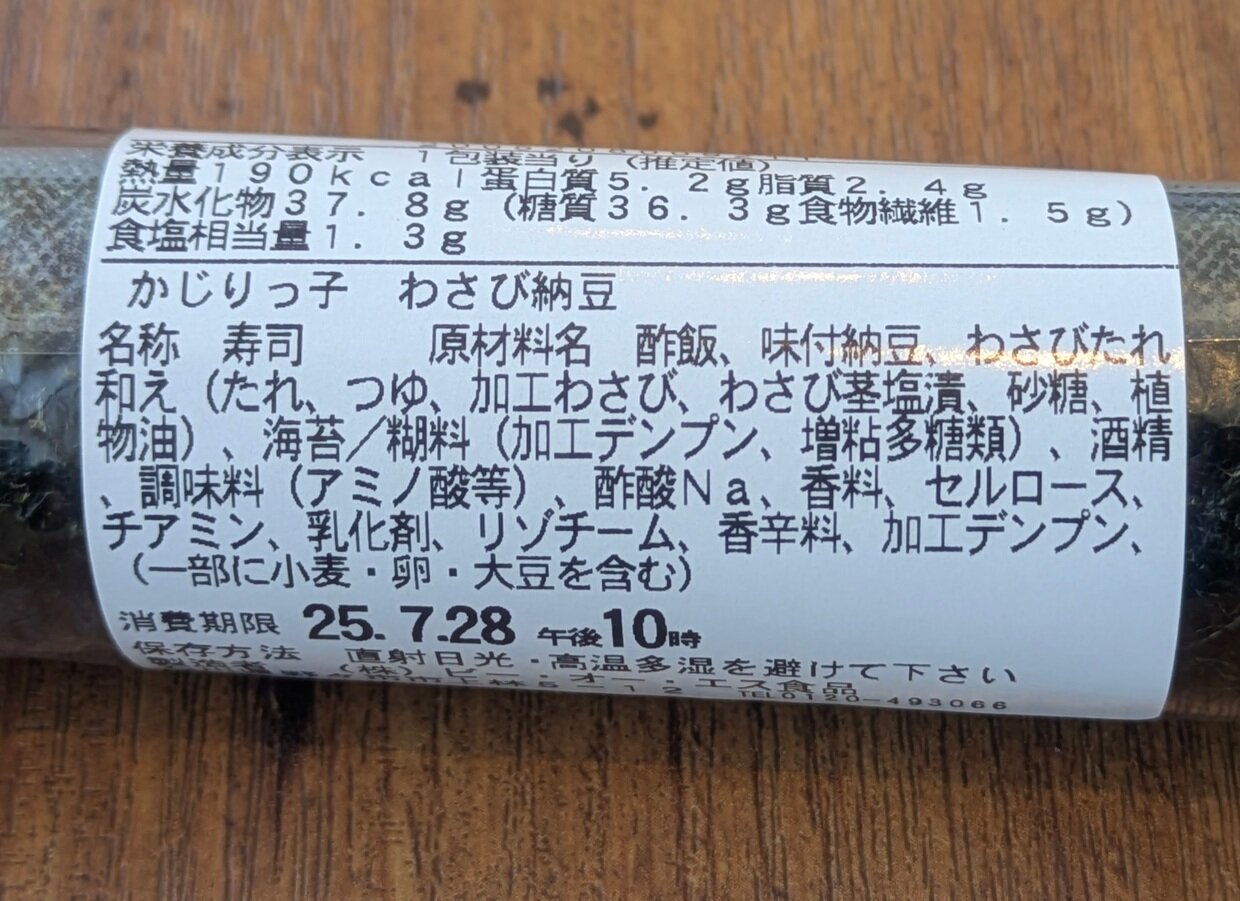 栄養成分表示 1包装当り（推定値）
熱量190kcal蛋白質5.2g脂質2.4g
炭水化物37.8g（糖質36.3g食物繊維1.5g）
食塩相当量1.3g
かじりっ子 わさび納豆
名称 寿司 原材料名 酢飯、味付納豆、わさびたれ
和え（たれ、つゆ、加工わさび、わさび茎塩漬、砂糖、植
物油）、海苔／糊料（加工デンプン、増粘多糖類）、酒精
、調味料（アミノ酸等）、酢酸Na、香料、セルロース、
チアミン、乳化剤、リゾチーム、香辛料、加工デンプン、
（一部に小麦・卵・大豆を含む）
消費期限 25.7.28 午後10時
保存方法 直射日光・高温多湿を避けて下さい
製造者 （株）ビー・オー・エス食品
5－12 TEL0120-493066